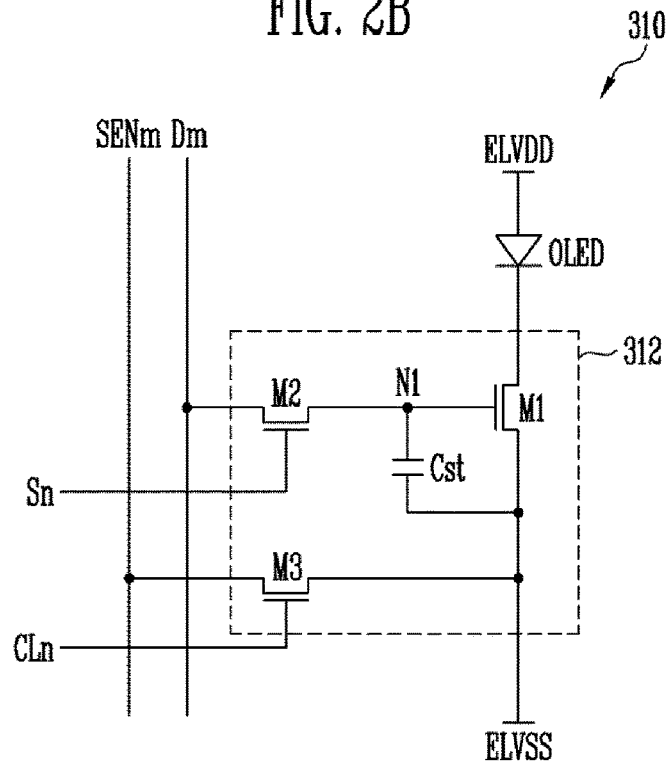 FIG. 2B
310
SENm Dm
ELVDD
OLED
312
M2
N1
M1
Cst
Sn
M3
CLn
ELVSS